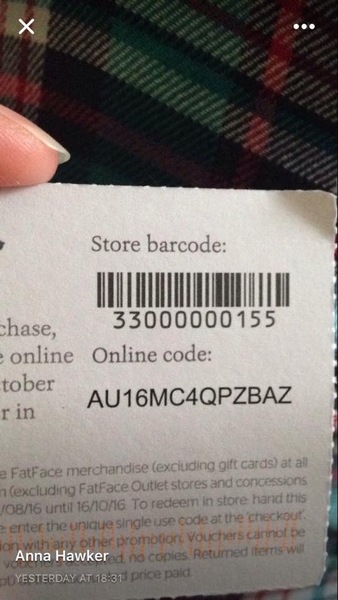 Store barcode:
33000000155
chase,
e online
Online code:
tober
r in
AU16MC4QPZBAZ
e FatFace merchandise (excluding gift cards) at all
n (excluding FatFace Outlet stores and concessions
/08/16 until 16/10/16. To redeem in store: hand this
e enter the unique single use code at the 'checkout'.
ion with any other promotion. Vouchers cannot be
no copies. Returned items will
price paid.
Anna Hawker
YESTERDAY AT 18:31